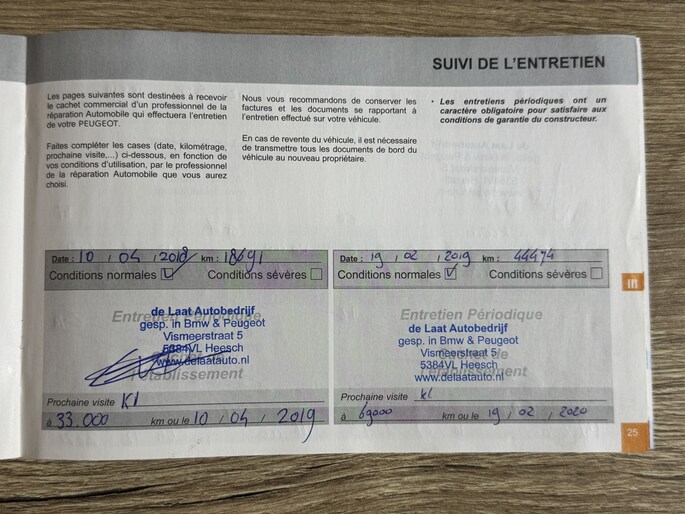 SUIVI DE L'ENTRETIEN
Les pages suivantes sont destinées à recevoir
le cachet commercial d'un professionnel de la
réparation Automobile qui effectuera l'entretien
de votre PEUGEOT.
Faites compléter les cases (date, kilométrage,
prochaine visite,...) ci-dessous, en fonction de
vos conditions d'utilisation, par le professionnel
de la réparation Automobile que vous aurez
choisi.
Nous vous recommandons de conserver les
factures et les documents se rapportant à
l'entretien effectué sur votre véhicule.
En cas de revente du véhicule, il est nécessaire
de transmettre tous les documents de bord du
véhicule au nouveau propriétaire.
• Les entretiens périodiques ont un
caractère obligatoire pour satisfaire aux
conditions de garantie du constructeur.
Date : 10 / 04 / 2018 km : 18691
Conditions normales Conditions sévères
Entretien Périodique
de Laat Autobedrijf
gesp. in Bmw & Peugeot
Vismeerstraat 5
5384VL Heesch
www.delaatauto.nl
Cachet de
l'établissement
Prochaine visite Kl
à 33.000 km ou le 10 / 04 / 2019
Date : 19 / 02 / 2019 km : 44474
Conditions normales Conditions sévères
Entretien Périodique
de Laat Autobedrijf
gesp. in Bmw & Peugeot
Vismeerstraat 5
5384VL Heesch
www.delaatauto.nl
Cachet de
l'établissement
Prochaine visite kl
à 69000 km ou le 19 / 02 / 2020
III
25